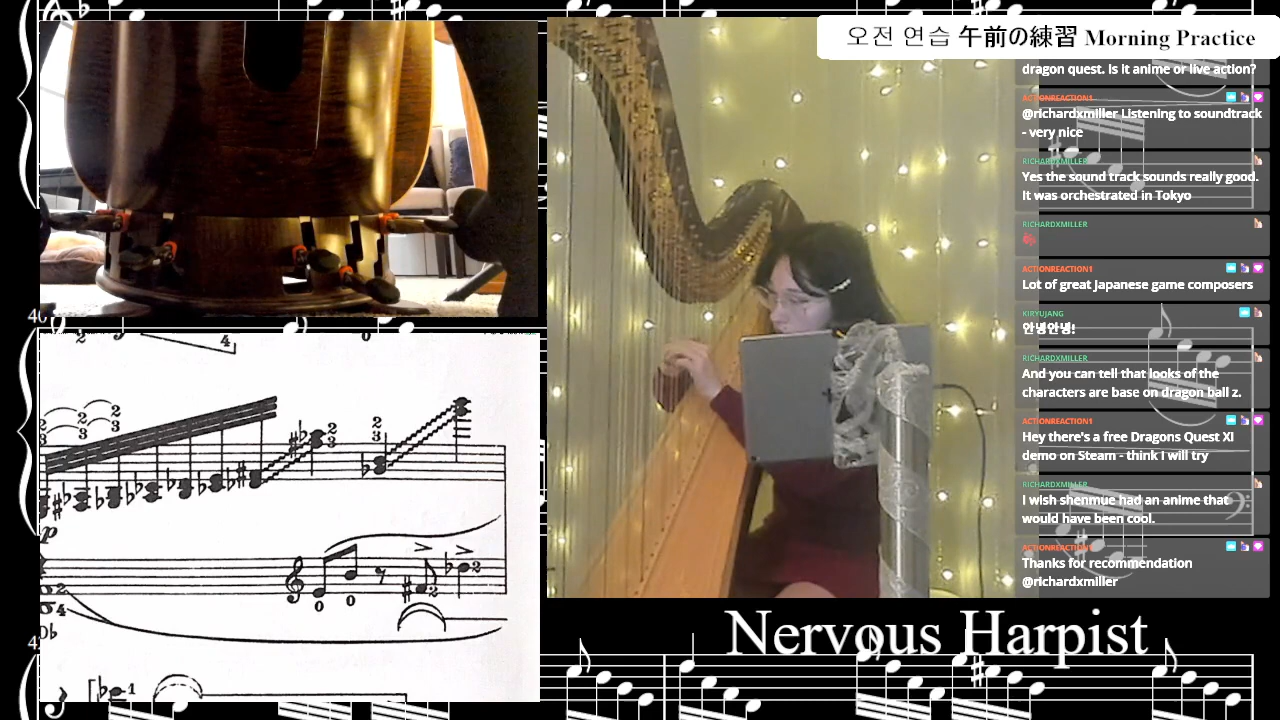 오전 연습 午前の練習 Morning Practice
dragon quest. Is it anime or live action?
ACTIONREACTION1
@richardxmiller Listening to soundtrack
- very nice
RICHARDXMILLER
Yes the sound track sounds really good.
It was orchestrated in Tokyo
RICHARDXMILLER
ACTIONREACTION1
Lot of great Japanese game composers
KIRYUJANG
안녕안녕!
RICHARDXMILLER
And you can tell that looks of the
characters are base on dragon ball z.
ACTIONREACTION1
Hey there's a free Dragons Quest XI
demo on Steam - think I will try
RICHARDXMILLER
I wish shenmue had an anime that
would have been cool.
ACTIONREACTION1
Thanks for recommendation
@richardxmiller
Nervous Harpist